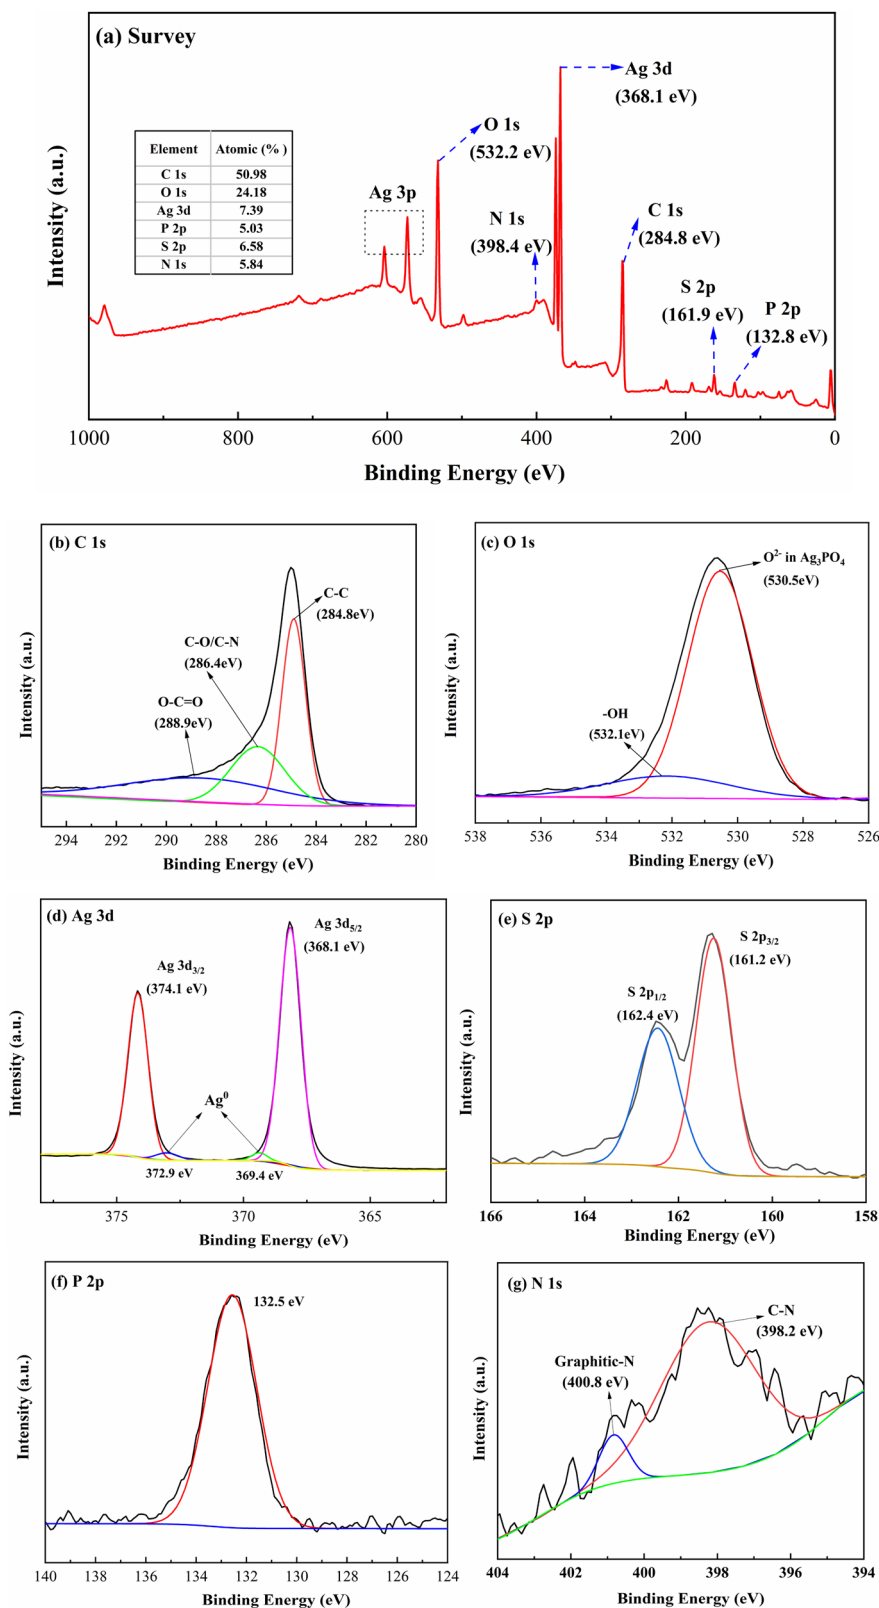 (a) Survey
Ag 3d
(368.1 eV)
O 1s
(532.2 eV)
Element Atomic (% )
C 1s 50.98
O 1s 24.18
Ag 3d 7.39
P 2p 5.03
S 2p 6.58
N 1s 5.84
Ag 3p
N 1s
(398.4 eV)
C 1s
(284.8 eV)
S 2p
(161.9 eV)
P 2p
(132.8 eV)
Intensity (a.u.)
1000 800 600 400 200 0
Binding Energy (eV)
(b) C 1s
C-C
(284.8eV)
C-O/C-N
(286.4eV)
O-C=O
(288.9eV)
Intensity (a.u.)
294 292 290 288 286 284 282 280
Binding Energy (eV)
(c) O 1s
O2- in Ag3PO4
(530.5eV)
-OH
(532.1eV)
Intensity (a.u.)
538 536 534 532 530 528 526
Binding Energy (eV)
(d) Ag 3d
Ag 3d5/2
(368.1 eV)
Ag 3d3/2
(374.1 eV)
Ag0
372.9 eV
369.4 eV
Intensity (a.u.)
375 370 365
Binding Energy (eV)
(e) S 2p
S 2p3/2
(161.2 eV)
S 2p1/2
(162.4 eV)
Intensity (a.u.)
166 164 162 160 158
Binding Energy (eV)
(f) P 2p
132.5 eV
Intensity (a.u.)
140 138 136 134 132 130 128 126 124
Binding Energy (eV)
(g) N 1s
C-N
(398.2 eV)
Graphitic-N
(400.8 eV)
Intensity (a.u.)
404 402 400 398 396 394
Binding Energy (eV)